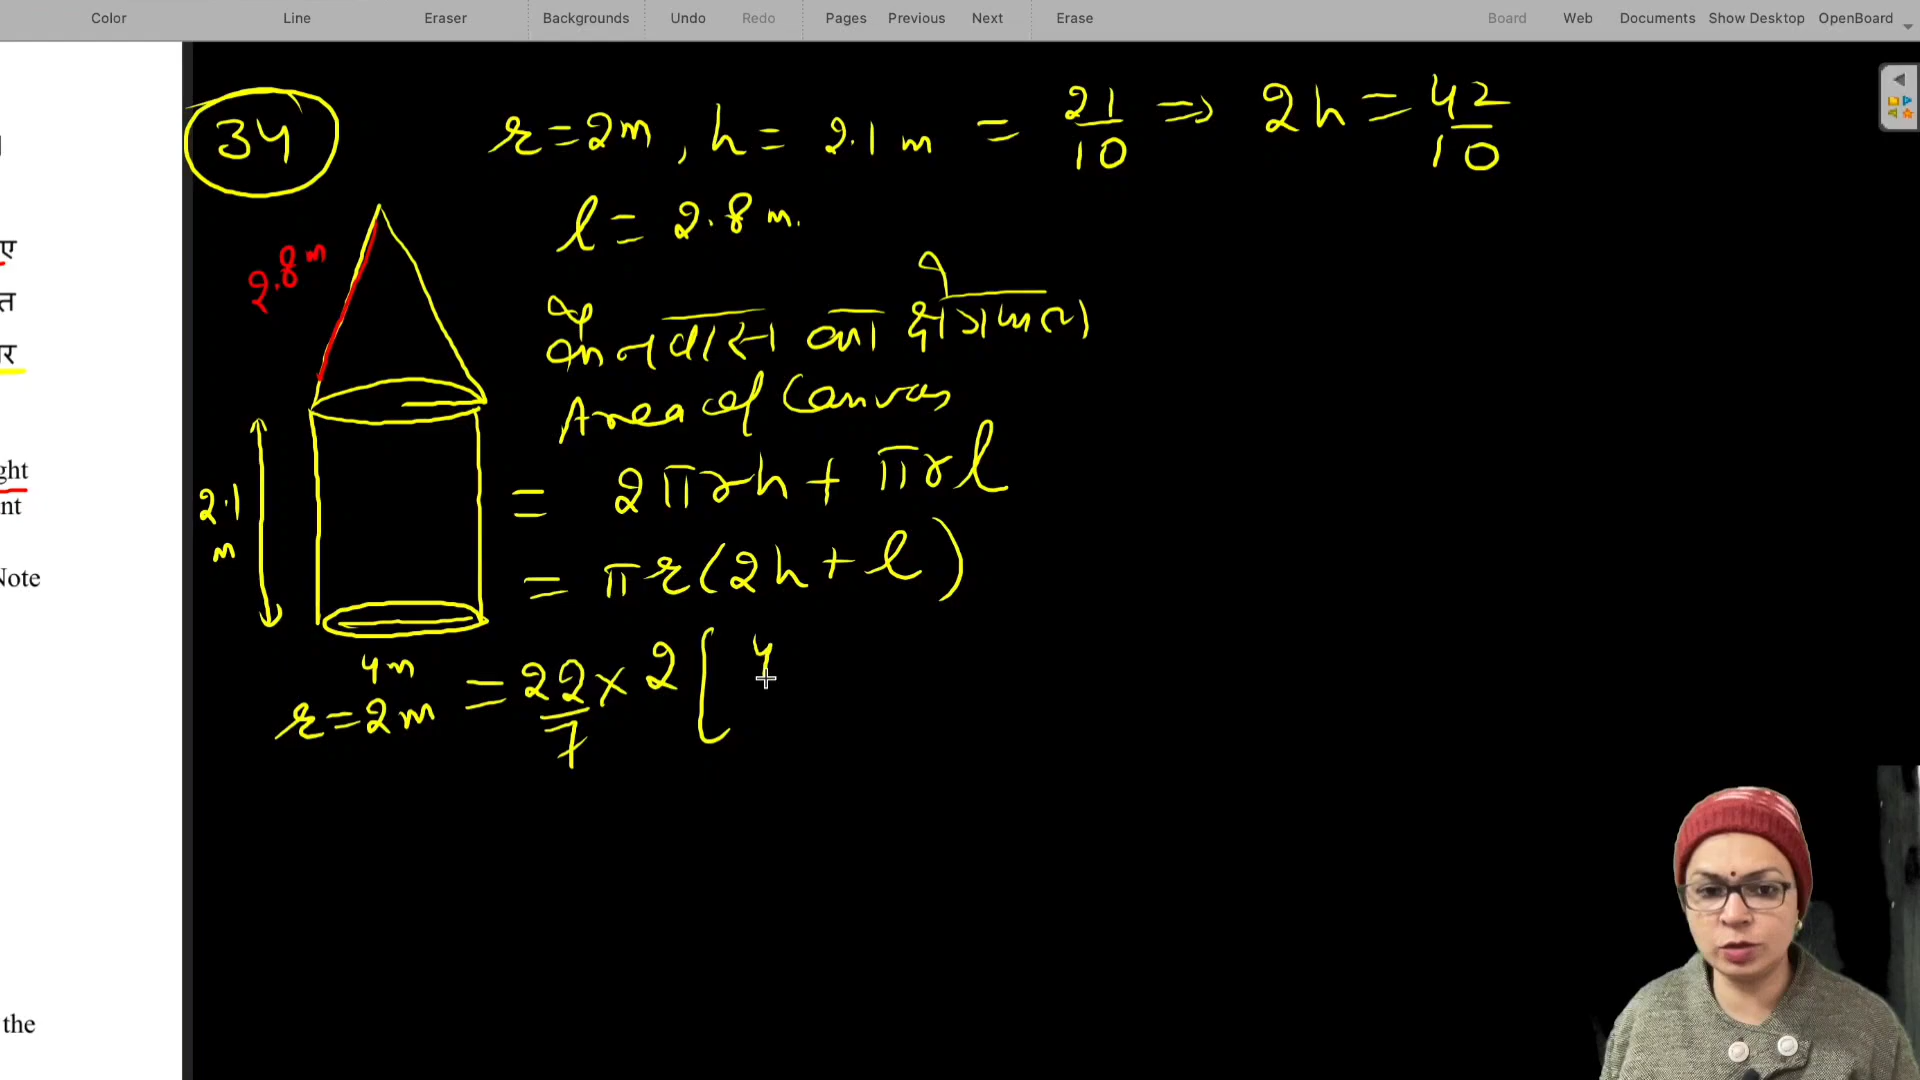 Color Line Eraser Backgrounds Undo Redo Pages Previous Next Erase Board Web Documents Show Desktop OpenBoard
34
r = 2m, h = 2.1 m = 21/10 => 2h = 42/10
l = 2.8 m.
2.8 m
कैनवास का क्षेत्रफल
Area of Canvas
= 2πrh + πrl
= πr(2h + l)
2.1
m
4m
r = 2m
= 22/7 × 2 [ 4
ए
त
र
ght
nt
Note
the